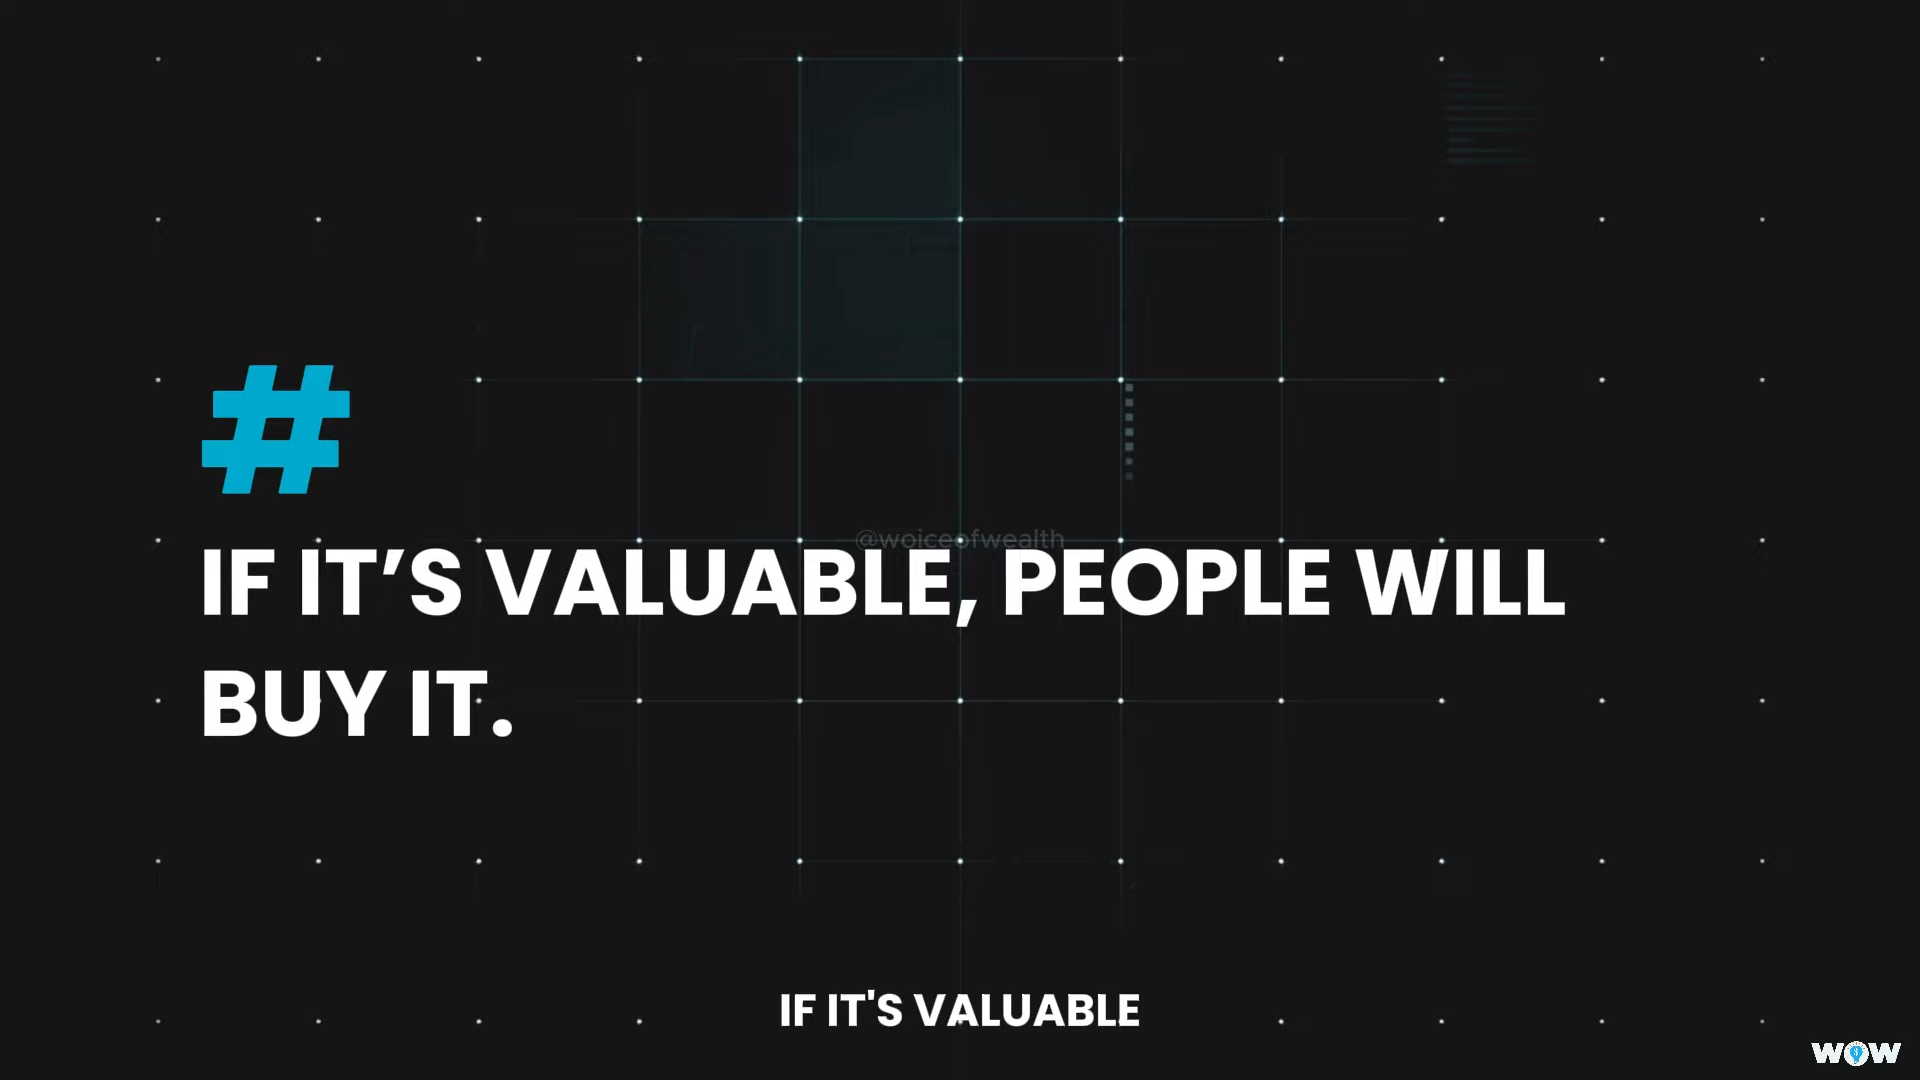 #
@woiceofwealth
IF IT’S VALUABLE, PEOPLE WILL
BUY IT.
IF IT'S VALUABLE
WOW